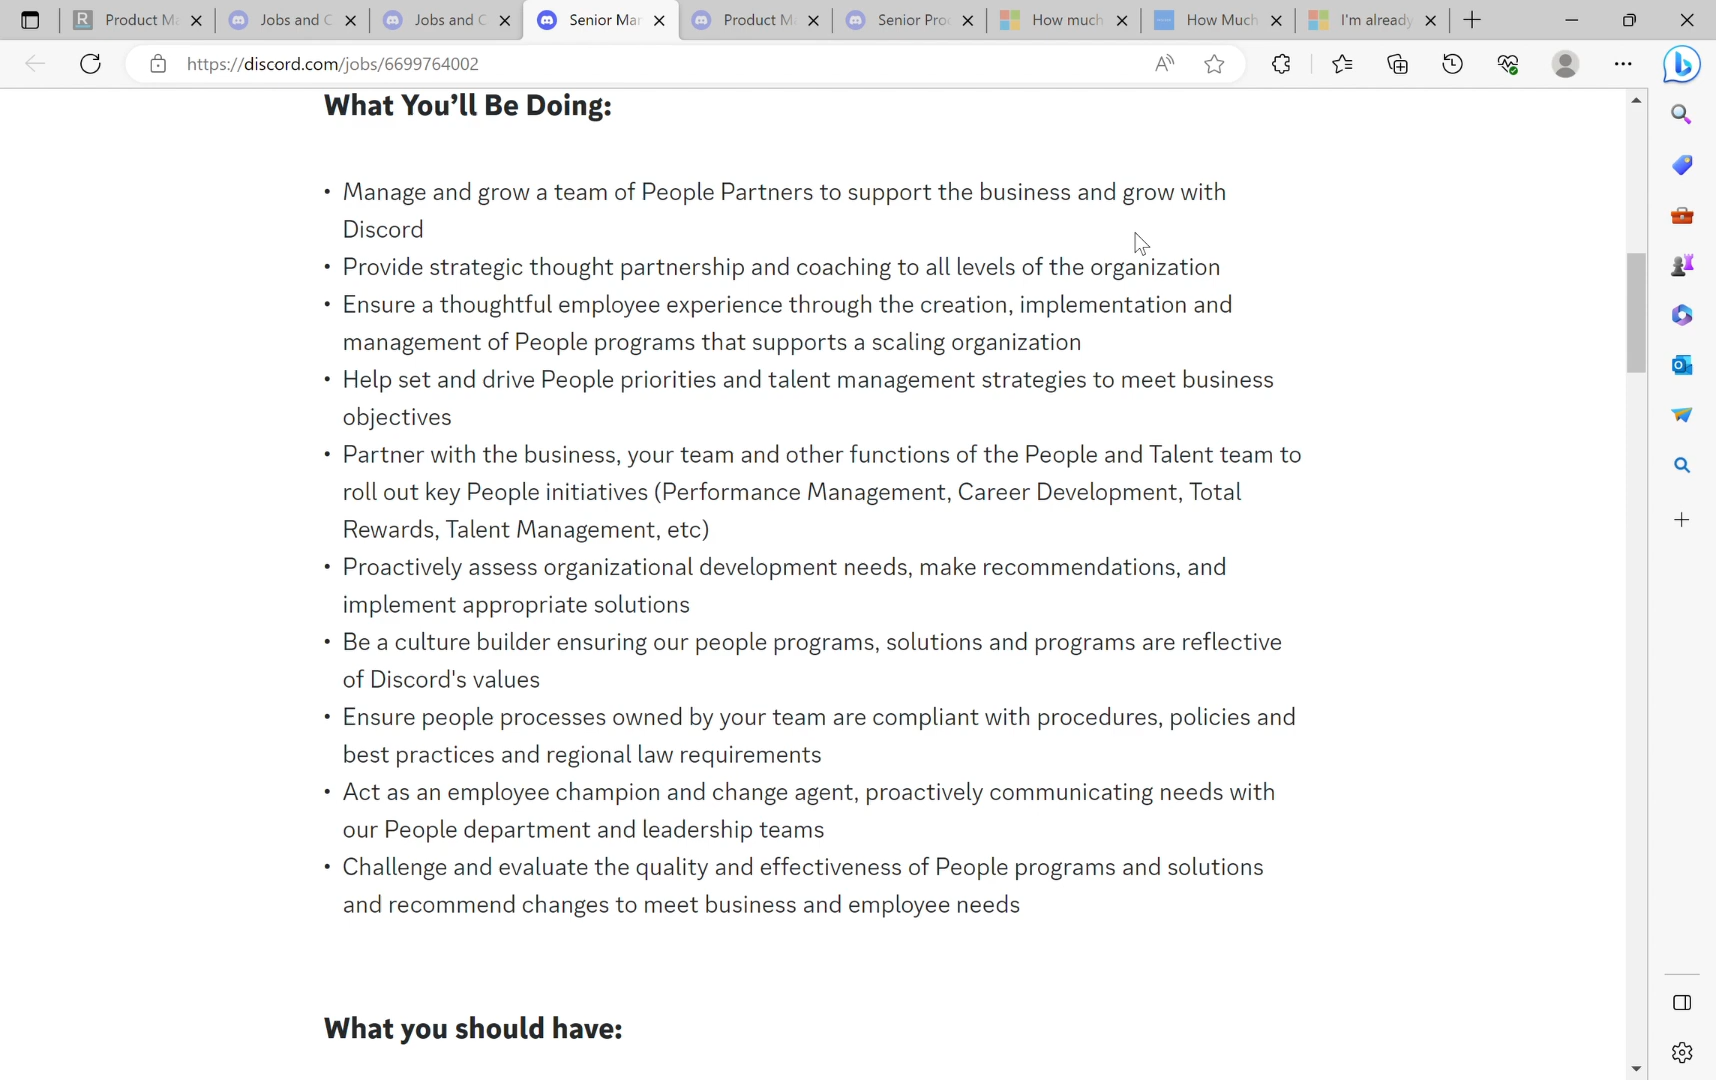 Product M
Jobs and C
Jobs and C
Senior Mar
Product M
Senior Pro
How much
How Much
I'm already
https://discord.com/jobs/6699764002
What You'll Be Doing:
• Manage and grow a team of People Partners to support the business and grow with
Discord
• Provide strategic thought partnership and coaching to all levels of the organization
• Ensure a thoughtful employee experience through the creation, implementation and
management of People programs that supports a scaling organization
• Help set and drive People priorities and talent management strategies to meet business
objectives
• Partner with the business, your team and other functions of the People and Talent team to
roll out key People initiatives (Performance Management, Career Development, Total
Rewards, Talent Management, etc)
• Proactively assess organizational development needs, make recommendations, and
implement appropriate solutions
• Be a culture builder ensuring our people programs, solutions and programs are reflective
of Discord's values
• Ensure people processes owned by your team are compliant with procedures, policies and
best practices and regional law requirements
• Act as an employee champion and change agent, proactively communicating needs with
our People department and leadership teams
• Challenge and evaluate the quality and effectiveness of People programs and solutions
and recommend changes to meet business and employee needs
What you should have: